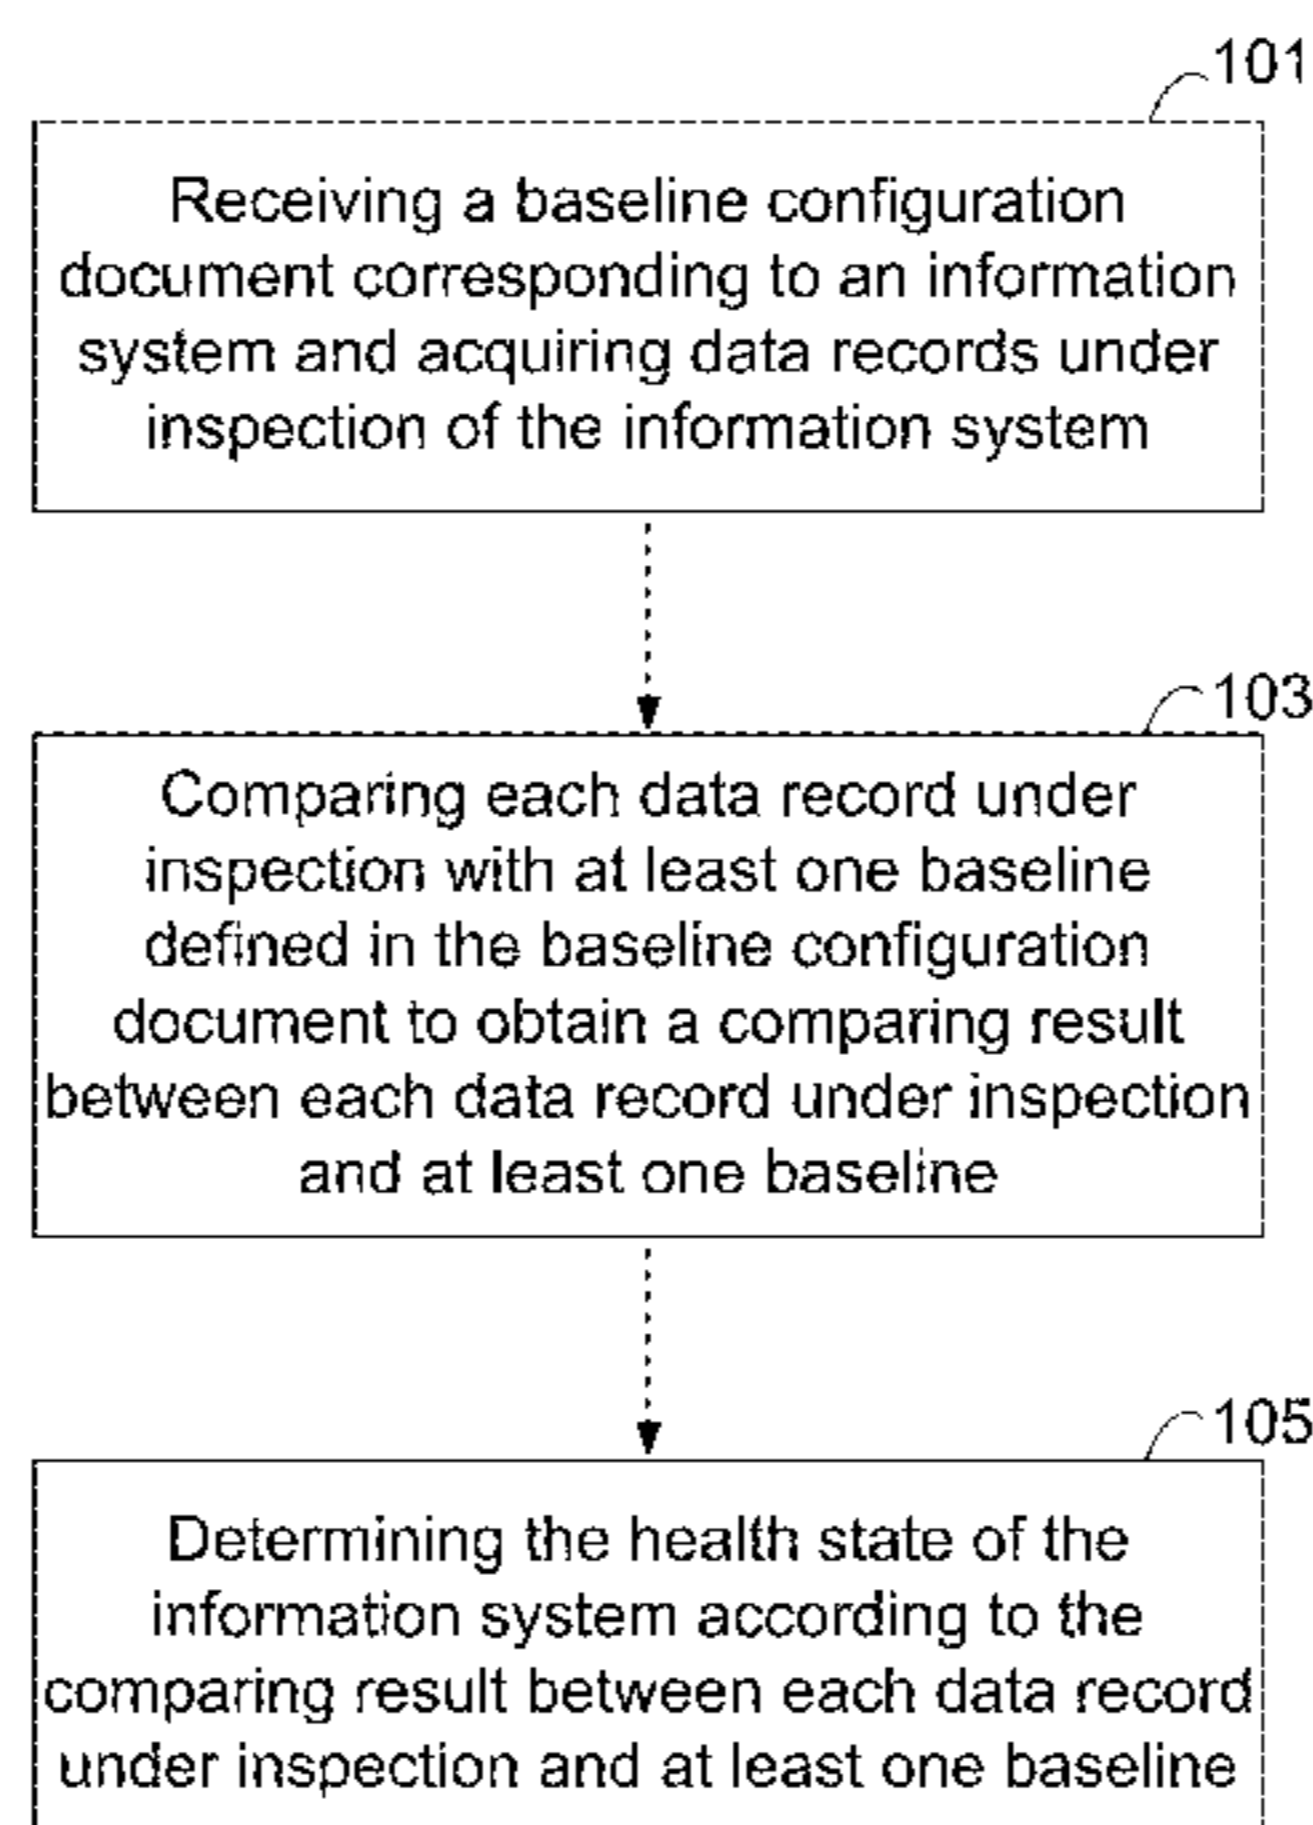 101
Receiving a baseline configuration
document corresponding to an information
system and acquiring data records under
inspection of the information system
103
Comparing each data record under
inspection with at least one baseline
defined in the baseline configuration
document to obtain a comparing result
between each data record under inspection
and at least one baseline
105
Determining the health state of the
information system according to the
comparing result between each data record
under inspection and at least one baseline